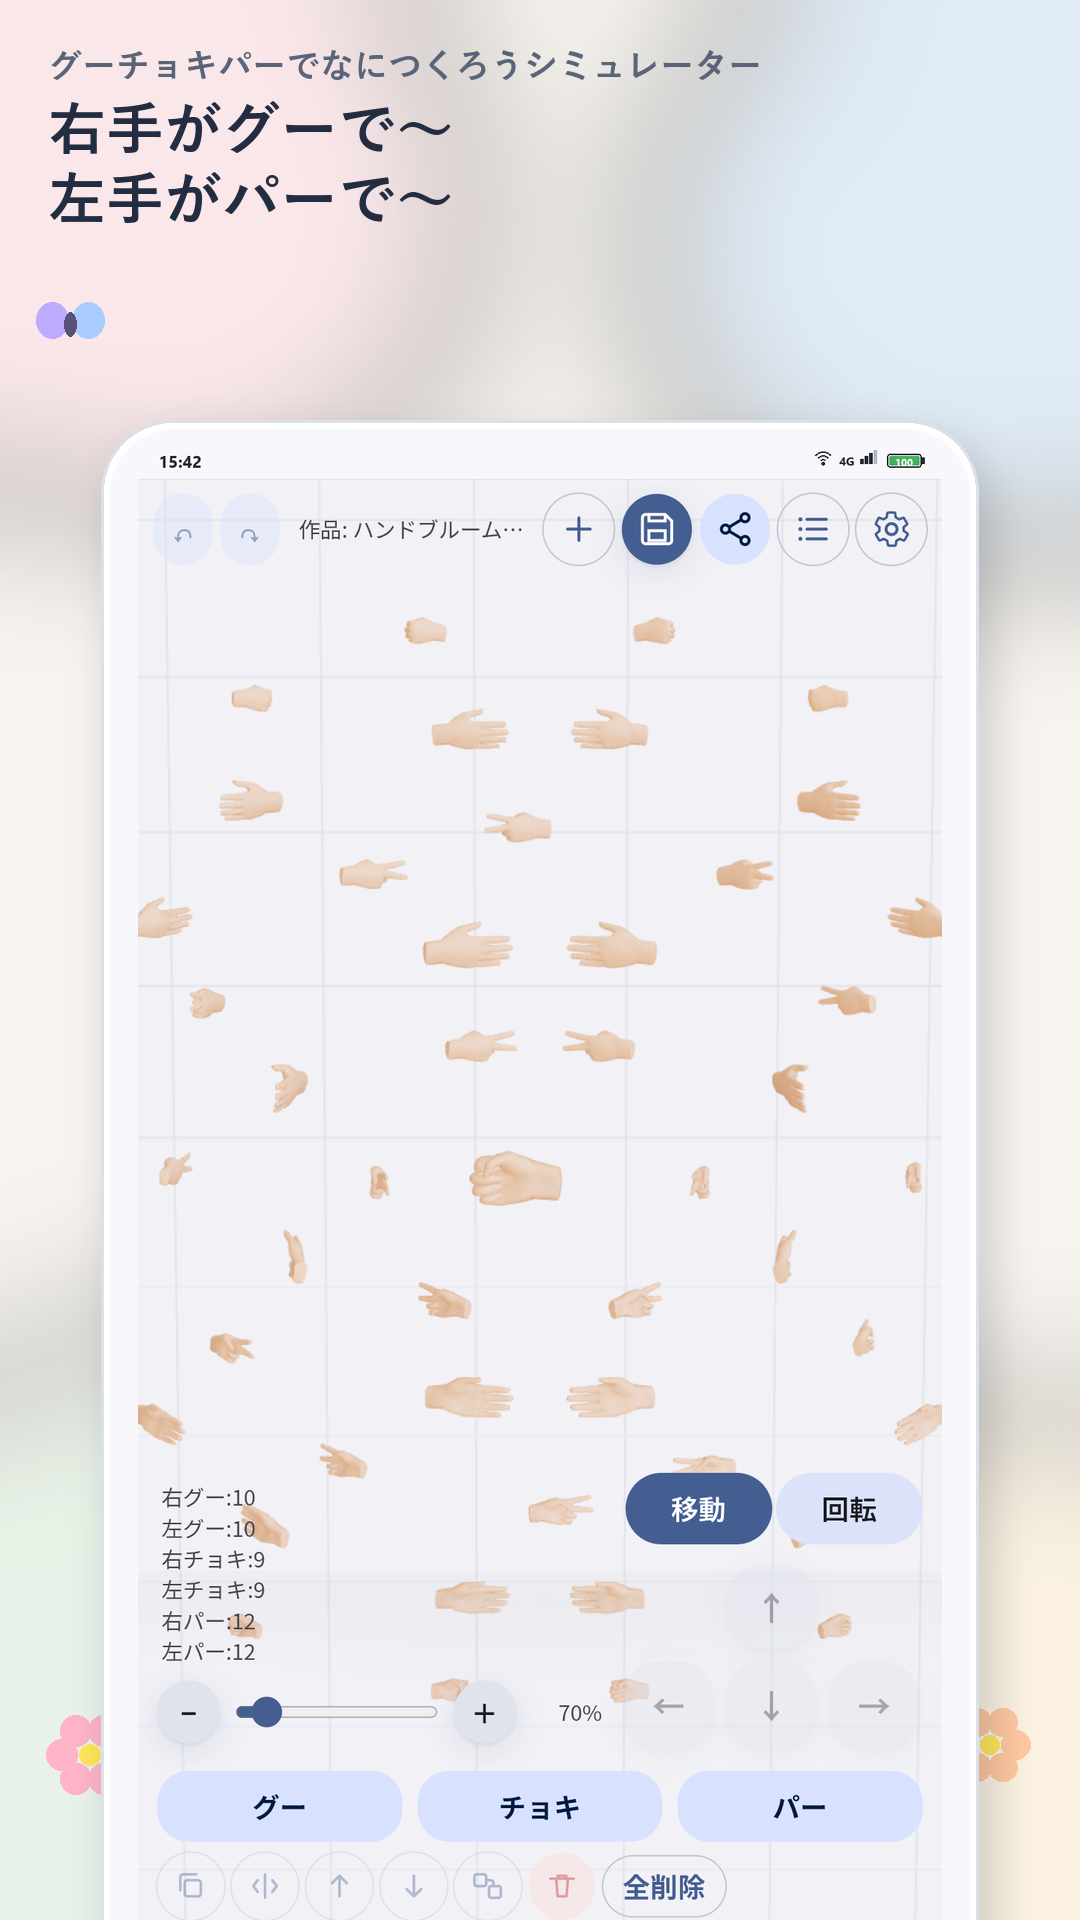 グーチョキパーでなにつくろうシミュレーター
右手がグーで〜
左手がパーで〜
15:42
4G
100
作品: ハンドブルーム…
移動
回転
右グー:10
左グー:10
右チョキ:9
左チョキ:9
右パー:12
左パー:12
70%
グー
チョキ
パー
全削除